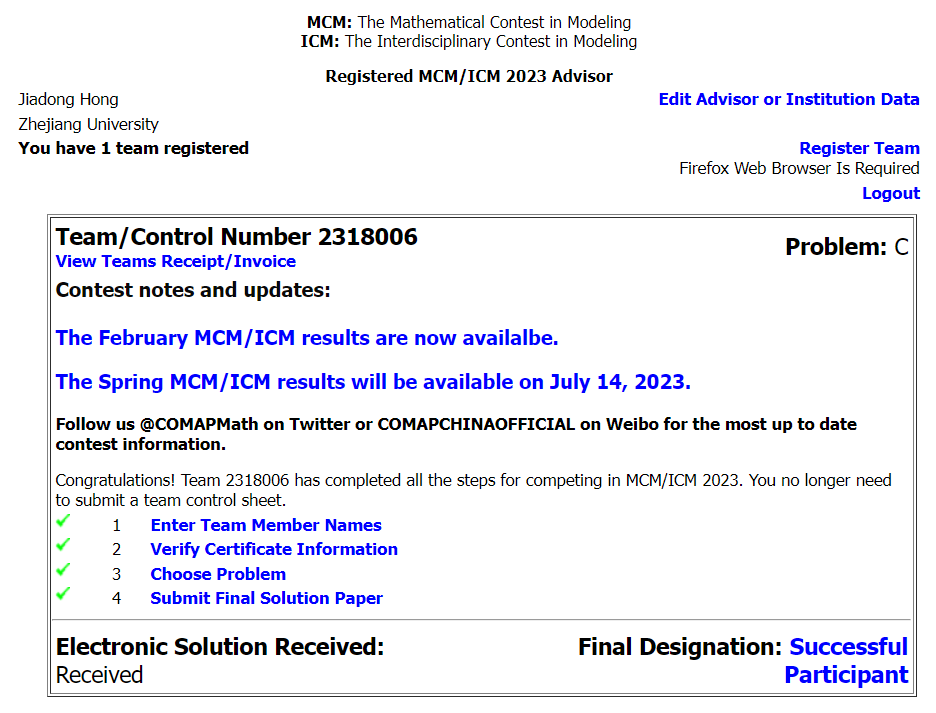 MCM: The Mathematical Contest in Modeling
ICM: The Interdisciplinary Contest in Modeling
Registered MCM/ICM 2023 Advisor
Jiadong Hong
Edit Advisor or Institution Data
Zhejiang University
You have 1 team registered
Register Team
Firefox Web Browser Is Required
Logout
Team/Control Number 2318006
Problem: C
View Teams Receipt/Invoice
Contest notes and updates:
The February MCM/ICM results are now availalbe.
The Spring MCM/ICM results will be available on July 14, 2023.
Follow us @COMAPMath on Twitter or COMAPCHINAOFFICIAL on Weibo for the most up to date
contest information.
Congratulations! Team 2318006 has completed all the steps for competing in MCM/ICM 2023. You no longer need
to submit a team control sheet.
1 Enter Team Member Names
2 Verify Certificate Information
3 Choose Problem
4 Submit Final Solution Paper
Electronic Solution Received:
Received
Final Designation: Successful
Participant